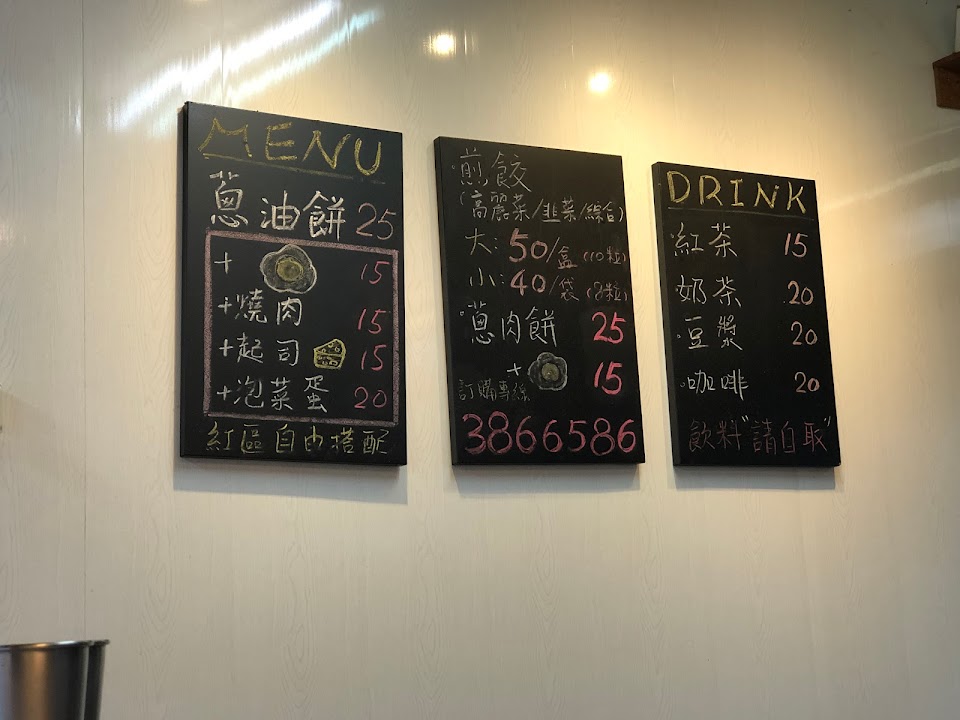 MENU
蔥油餅 25
+ 15
+燒肉 15
+起司 15
+泡菜蛋 20
紅區自由搭配
·煎餃
(高麗菜/韭菜/綜合)
大:50/盒(10粒)
小:40/袋(8粒)
·蔥肉餅 25
+ 15
訂購專線
3866586
DRINK
·紅茶 15
奶茶 20
·豆漿 20
·咖啡 20
飲料"請自取"